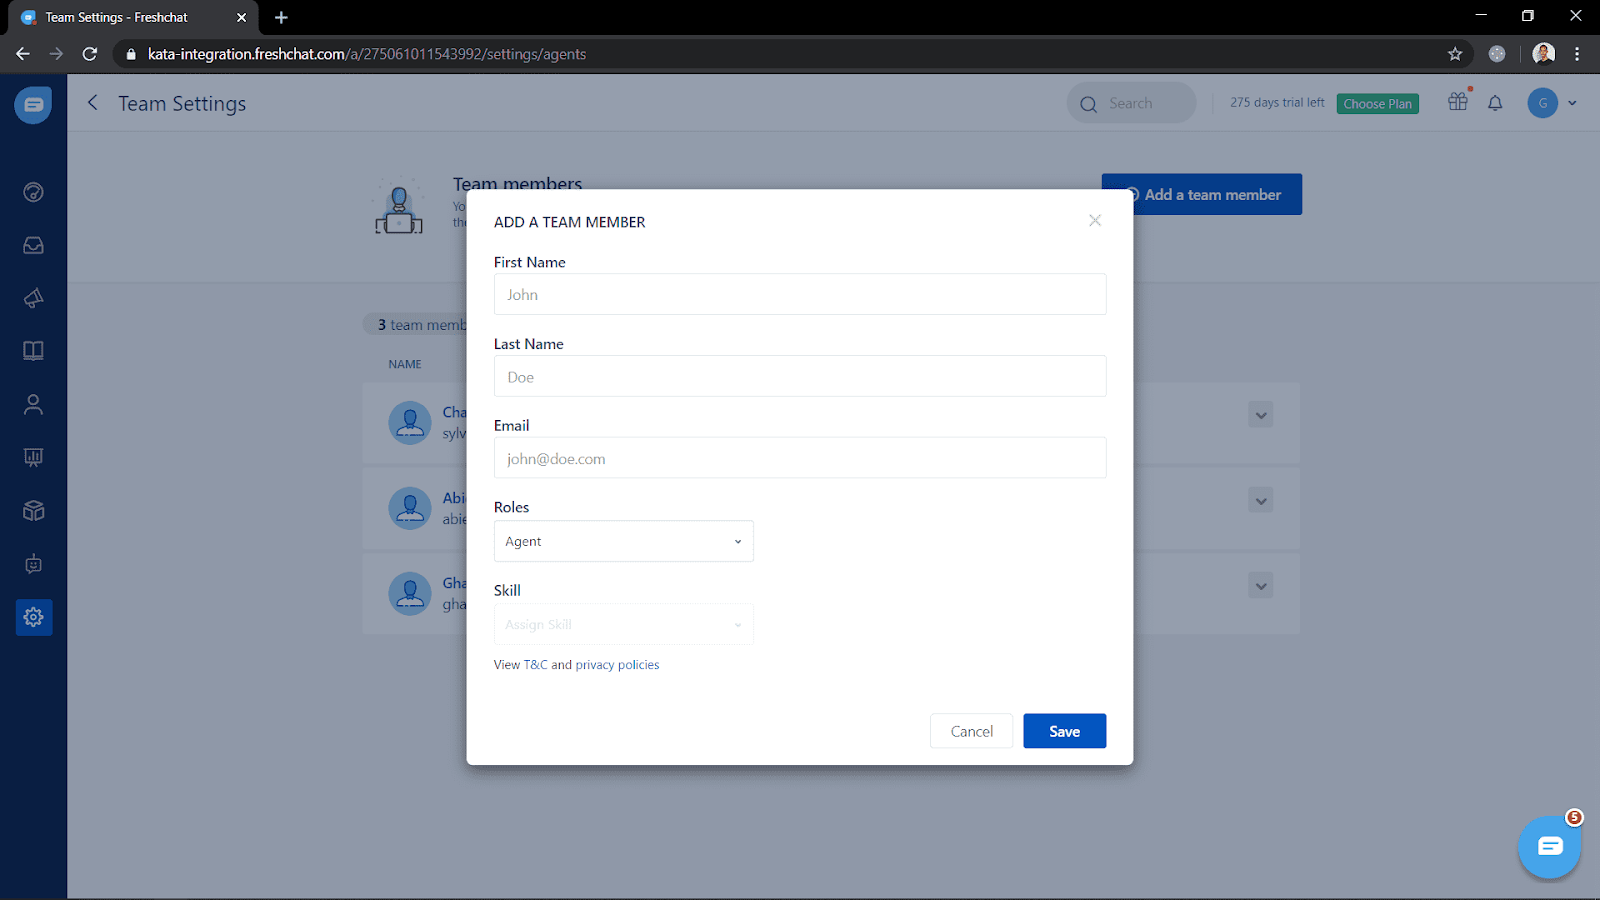 Team Settings - Freshchat
kata-integration.freshchat.com/a/275061011543992/settings/agents
Team Settings
Search
275 days trial left
Choose Plan
G
Team members
Add a team member
ADD A TEAM MEMBER
First Name
John
Last Name
Doe
Email
john@doe.com
Roles
Agent
Skill
Assign Skill
View T&C and privacy policies
Cancel
Save
3 team memb
NAME
Cha
sylv
Abi
abie
Gha
gha
5